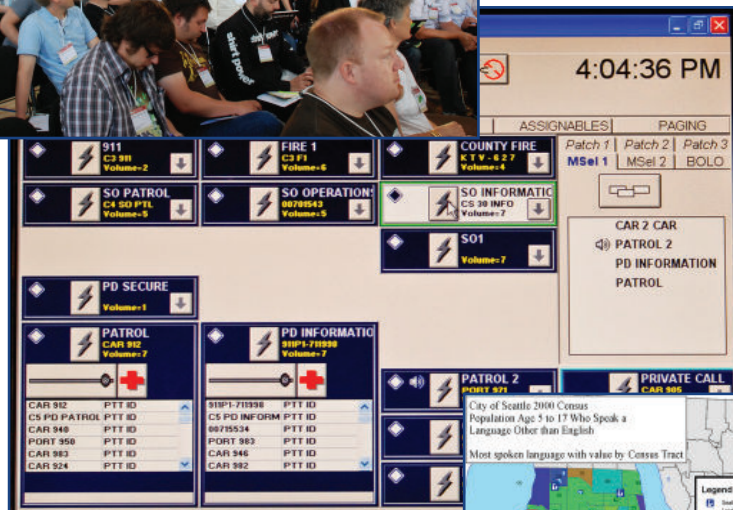 shirt power
4:04:36 PM
ASSIGNABLES PAGING
Patch 1 Patch 2 Patch 3
MSel 1 MSel 2 BOLO
911
C3 911
Volume=2
FIRE 1
C3 F1
Volume=6
COUNTY FIRE
KTV-627
Volume=4
SO PATROL
C4 SO PTL
Volume=5
SO OPERATIONS
00701543
Volume=5
SO INFORMATIC
CS 30 INFO
Volume=7
SO1
Volume=7
CAR 2 CAR
PATROL 2
PD INFORMATION
PATROL
PD SECURE
Volume=1
PATROL
CAR 912
Volume=7
PD INFORMATIO
911P1-711998
Volume=7
CAR 912 PTT ID
C5 PD PATROL PTT ID
CAR 940 PTT ID
PORT 950 PTT ID
CAR 983 PTT ID
CAR 924 PTT ID
911P1-711998 PTT ID
C5 PD INFORM PTT ID
00715534 PTT ID
PORT 983 PTT ID
CAR 946 PTT ID
CAR 982 PTT ID
PATROL 2
PORT 971
PRIVATE CALL
CAR 905
City of Seattle 2000 Census
Population Age 5 to 17 Who Speak a
Language Other than English
Most spoken language with value by Census Tract
Legend